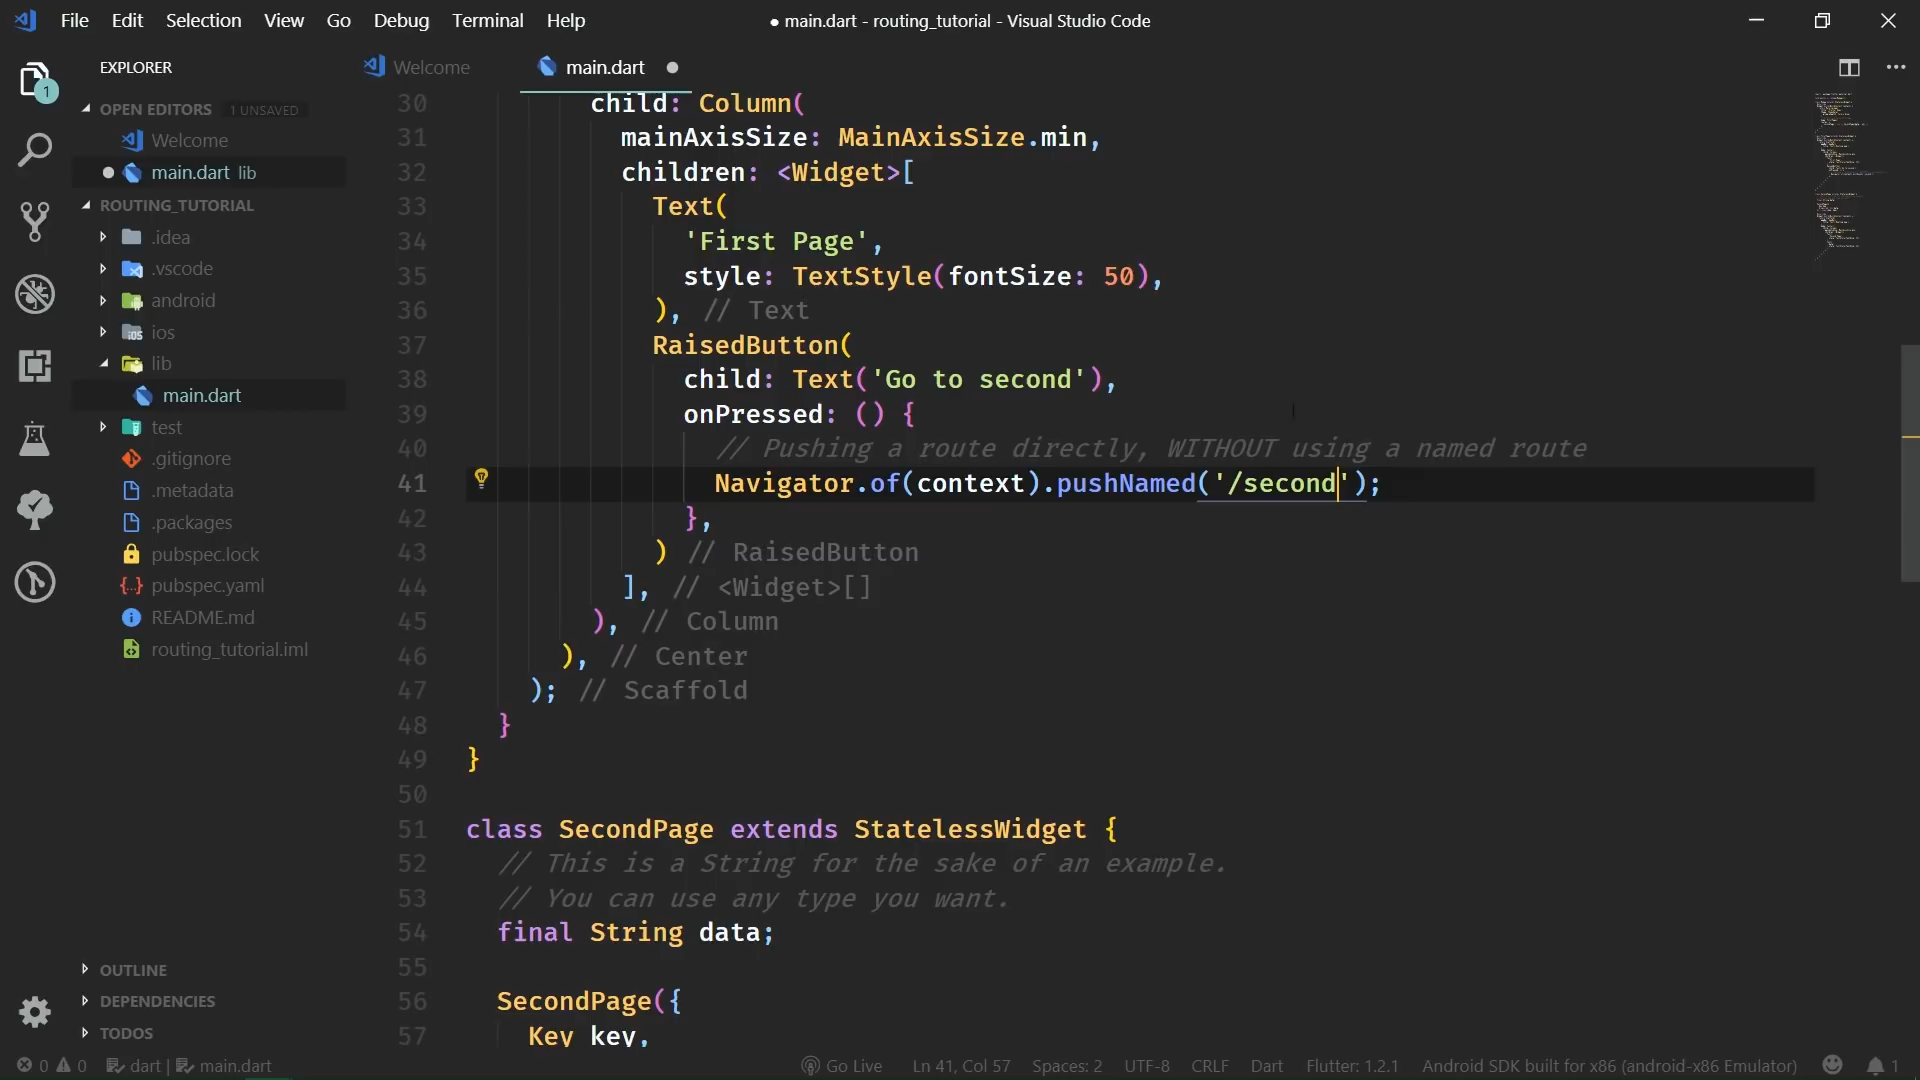 File Edit Selection View Go Debug Terminal Help
● main.dart - routing_tutorial - Visual Studio Code
EXPLORER
1
OPEN EDITORS 1 UNSAVED
Welcome
main.dart lib
ROUTING_TUTORIAL
.idea
.vscode
android
ios
lib
main.dart
test
.gitignore
.metadata
.packages
pubspec.lock
pubspec.yaml
README.md
routing_tutorial.iml
OUTLINE
DEPENDENCIES
TODOS
Welcome main.dart
30 child: Column(
31 mainAxisSize: MainAxisSize.min,
32 children: <Widget>[
33 Text(
34 'First Page',
35 style: TextStyle(fontSize: 50),
36 ), // Text
37 RaisedButton(
38 child: Text('Go to second'),
39 onPressed: () {
40 // Pushing a route directly, WITHOUT using a named route
41 Navigator.of(context).pushNamed('/second');
42 },
43 ) // RaisedButton
44 ], // <Widget>[]
45 ), // Column
46 ), // Center
47 ); // Scaffold
48 }
49 }
50
51 class SecondPage extends StatelessWidget {
52 // This is a String for the sake of an example.
53 // You can use any type you want.
54 final String data;
55
56 SecondPage({
57 Key key,
0 0 dart | main.dart Go Live Ln 41, Col 57 Spaces: 2 UTF-8 CRLF Dart Flutter: 1.2.1 Android SDK built for x86 (android-x86 Emulator) 1